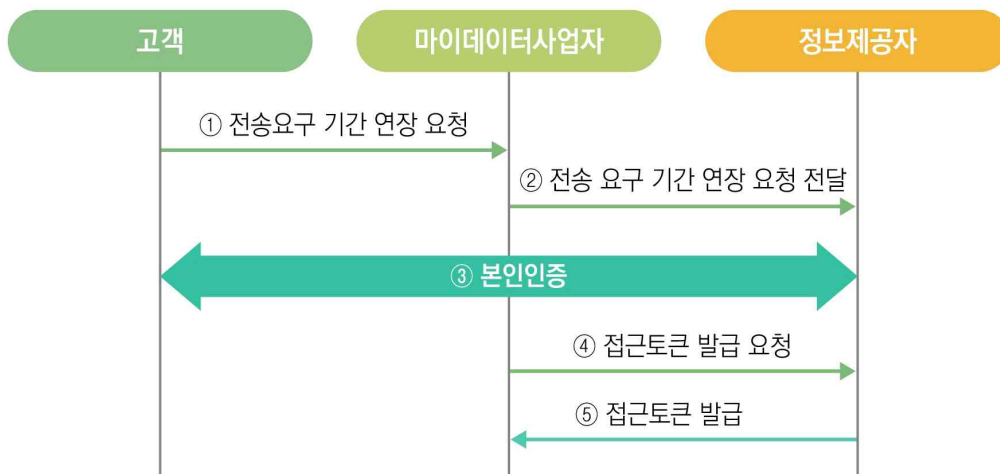 고객
마이데이터사업자
정보제공자
① 전송요구 기간 연장 요청
② 전송 요구 기간 연장 요청 전달
③ 본인인증
④ 접근토큰 발급 요청
⑤ 접근토큰 발급